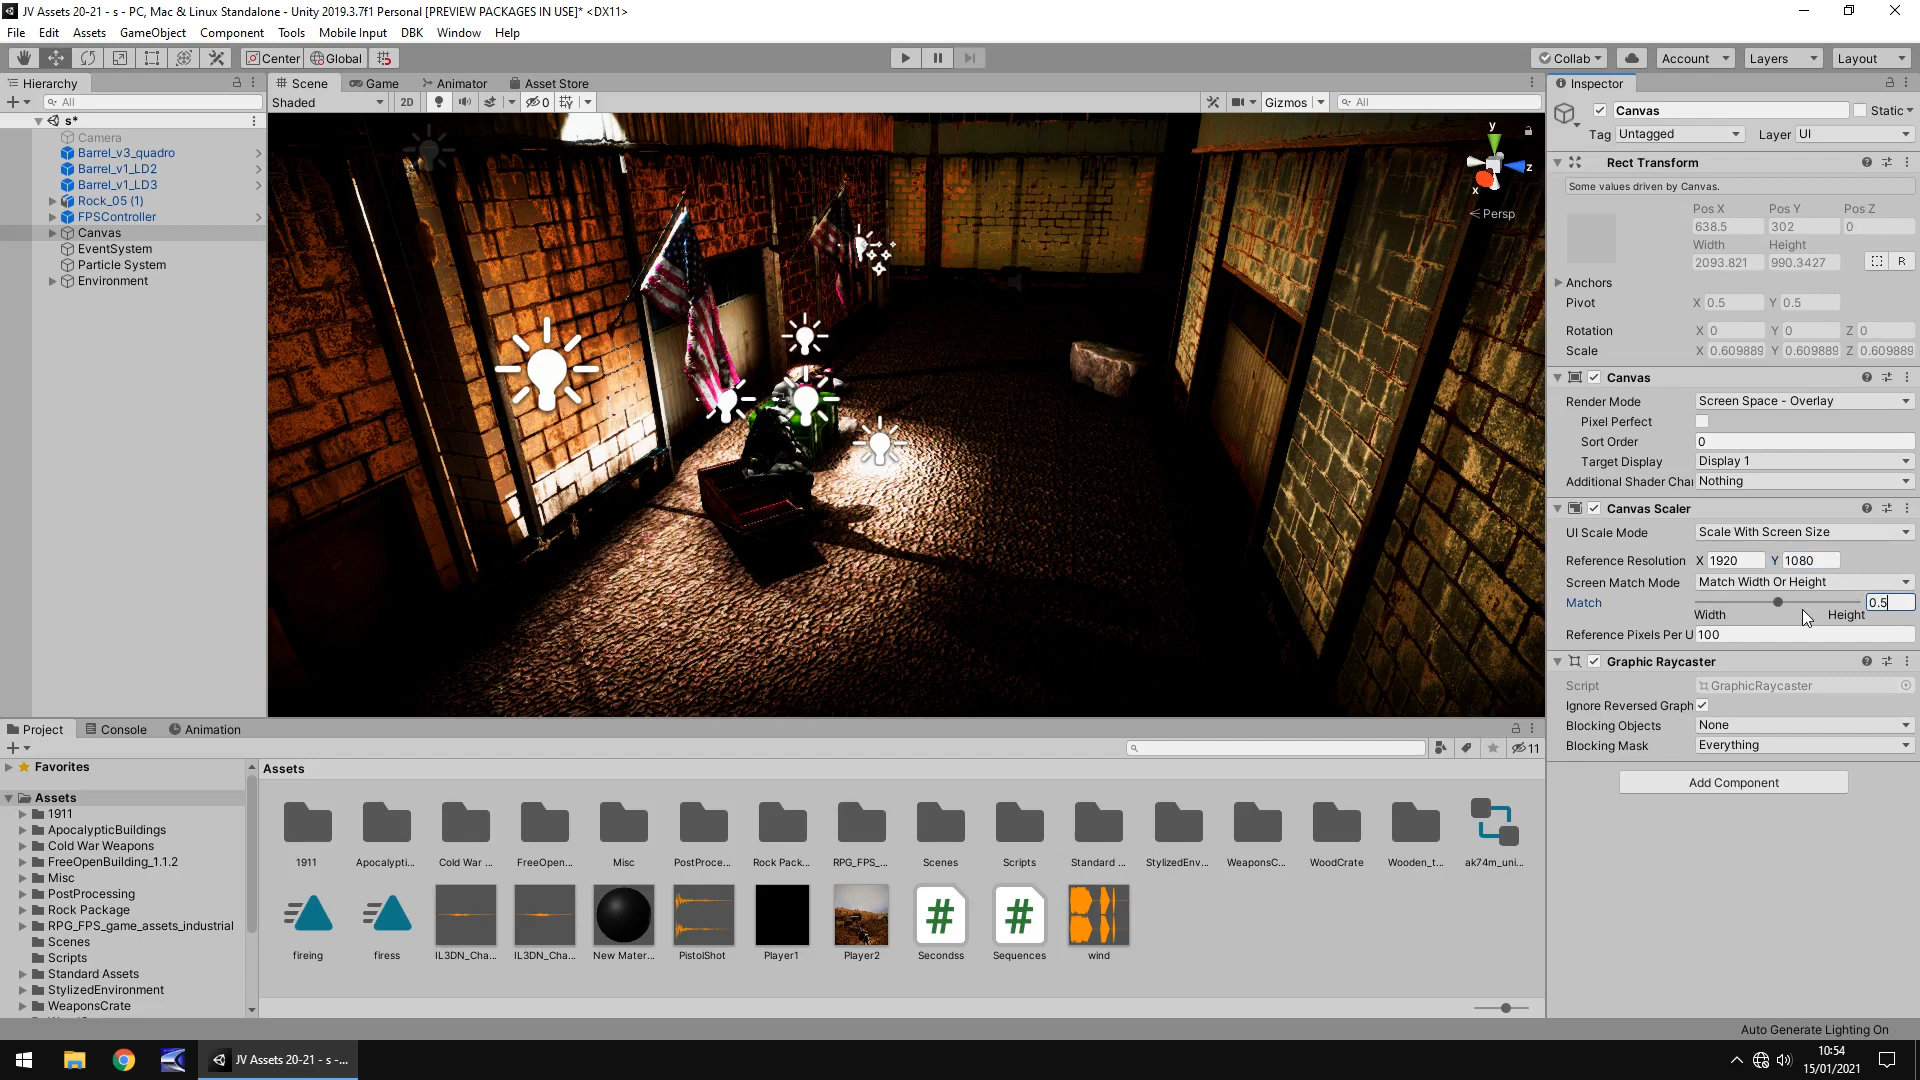 JV Assets 20-21 - s - PC, Mac & Linux Standalone - Unity 2019.3.7f1 Personal [PREVIEW PACKAGES IN USE]* <DX11>
File Edit Assets GameObject Component Tools Mobile Input DBK Window Help
Center Global Collab Account Layers Layout
Hierarchy
All
s*
Camera
Barrel_v3_quadro
Barrel_v1_LD2
Barrel_v1_LD3
Rock_05 (1)
FPSController
Canvas
EventSystem
Particle System
Environment
Scene Game Animator Asset Store
Shaded 2D 0 Gizmos All
y
z
x
Persp
Inspector
Canvas Static
Tag Untagged Layer UI
Rect Transform
Some values driven by Canvas.
Pos X Pos Y Pos Z
638.5 302 0
Width Height
2093.821 990.3427 R
Anchors
Pivot X 0.5 Y 0.5
Rotation X 0 Y 0 Z 0
Scale X 0.609889 Y 0.609889 Z 0.609889
Canvas
Render Mode Screen Space - Overlay
Pixel Perfect
Sort Order 0
Target Display Display 1
Additional Shader Chai Nothing
Canvas Scaler
UI Scale Mode Scale With Screen Size
Reference Resolution X 1920 Y 1080
Screen Match Mode Match Width Or Height
Match 0.5
Width Height
Reference Pixels Per U 100
Graphic Raycaster
Script GraphicRaycaster
Ignore Reversed Graph
Blocking Objects None
Blocking Mask Everything
Add Component
Project Console Animation
11
Favorites
Assets
1911
ApocalypticBuildings
Cold War Weapons
FreeOpenBuilding_1.1.2
Misc
PostProcessing
Rock Package
RPG_FPS_game_assets_industrial
Scenes
Scripts
Standard Assets
StylizedEnvironment
WeaponsCrate
Assets
1911 Apocalypti... Cold War ... FreeOpen... Misc PostProce... Rock Pack... RPG_FPS_... Scenes Scripts Standard ... StylizedEnv... WeaponsC... WoodCrate Wooden_t... ak74m_uni...
fireing firess IL3DN_Cha... IL3DN_Cha... New Mater... PistolShot Player1 Player2 Secondss Sequences wind
Auto Generate Lighting On
JV Assets 20-21 - s -...
10:54
15/01/2021